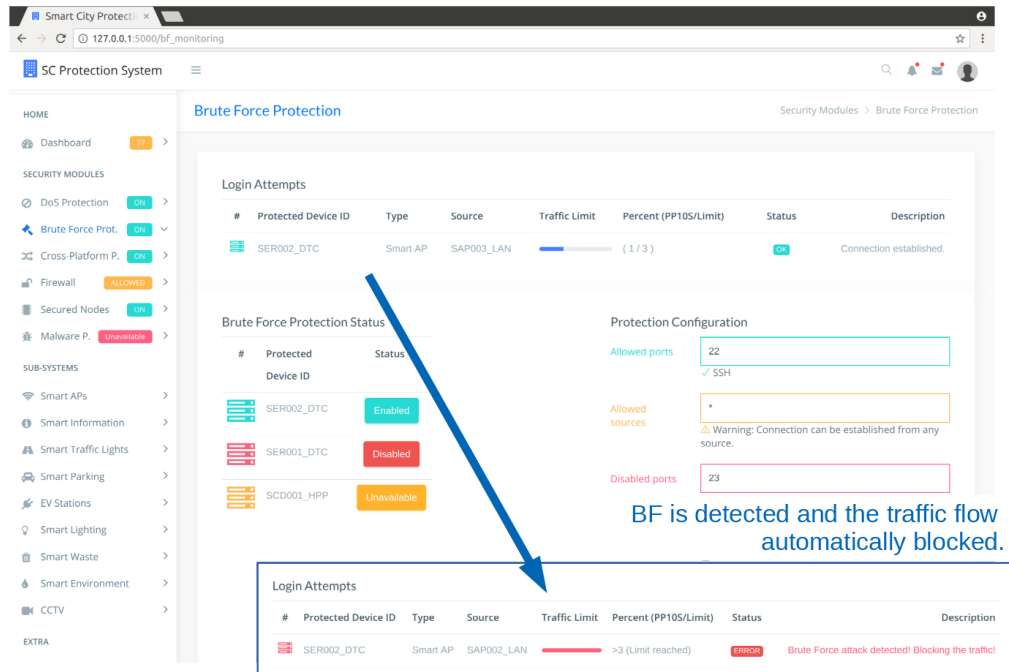 Smart City Protecti ×
127.0.0.1:5000/bf_monitoring
SC Protection System
HOME
Dashboard 27
SECURITY MODULES
DoS Protection ON
Brute Force Prot. ON
Cross-Platform P. ON
Firewall ALLOWED
Secured Nodes ON
Malware P. Unavailable
SUB-SYSTEMS
Smart APs
Smart Information
Smart Traffic Lights
Smart Parking
EV Stations
Smart Lighting
Smart Waste
Smart Environment
CCTV
EXTRA
Brute Force Protection
Security Modules > Brute Force Protection
Login Attempts
# Protected Device ID Type Source Traffic Limit Percent (PP10S/Limit) Status Description
SER002_DTC Smart AP SAP003_LAN ( 1 / 3 ) OK Connection established.
Brute Force Protection Status
# Protected Device ID Status
SER002_DTC Enabled
SER001_DTC Disabled
SCD001_HPP Unavailable
Protection Configuration
Allowed ports 22
✓ SSH
Allowed sources *
⚠ Warning: Connection can be established from any
source.
Disabled ports 23
BF is detected and the traffic flow
automatically blocked.
Login Attempts
# Protected Device ID Type Source Traffic Limit Percent (PP10S/Limit) Status Description
SER002_DTC Smart AP SAP002_LAN >3 (Limit reached) ERROR Brute Force attack detected! Blocking the traffic!